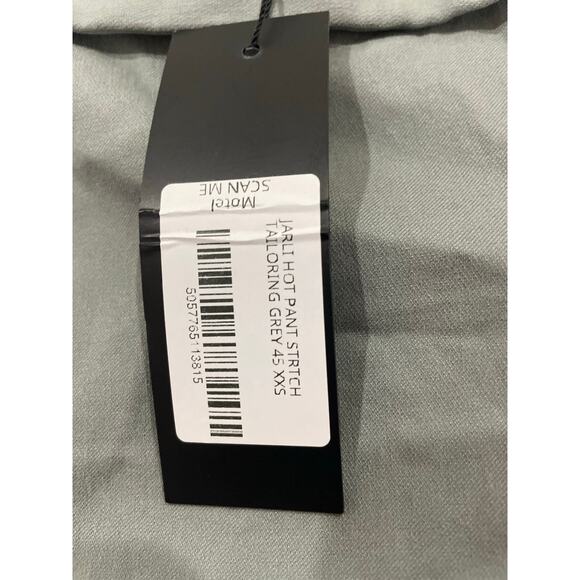 Motel
SCAN ME
JARLI HOT PANT STRTCH
TAILORING GREY 45 XXS
5057765113815